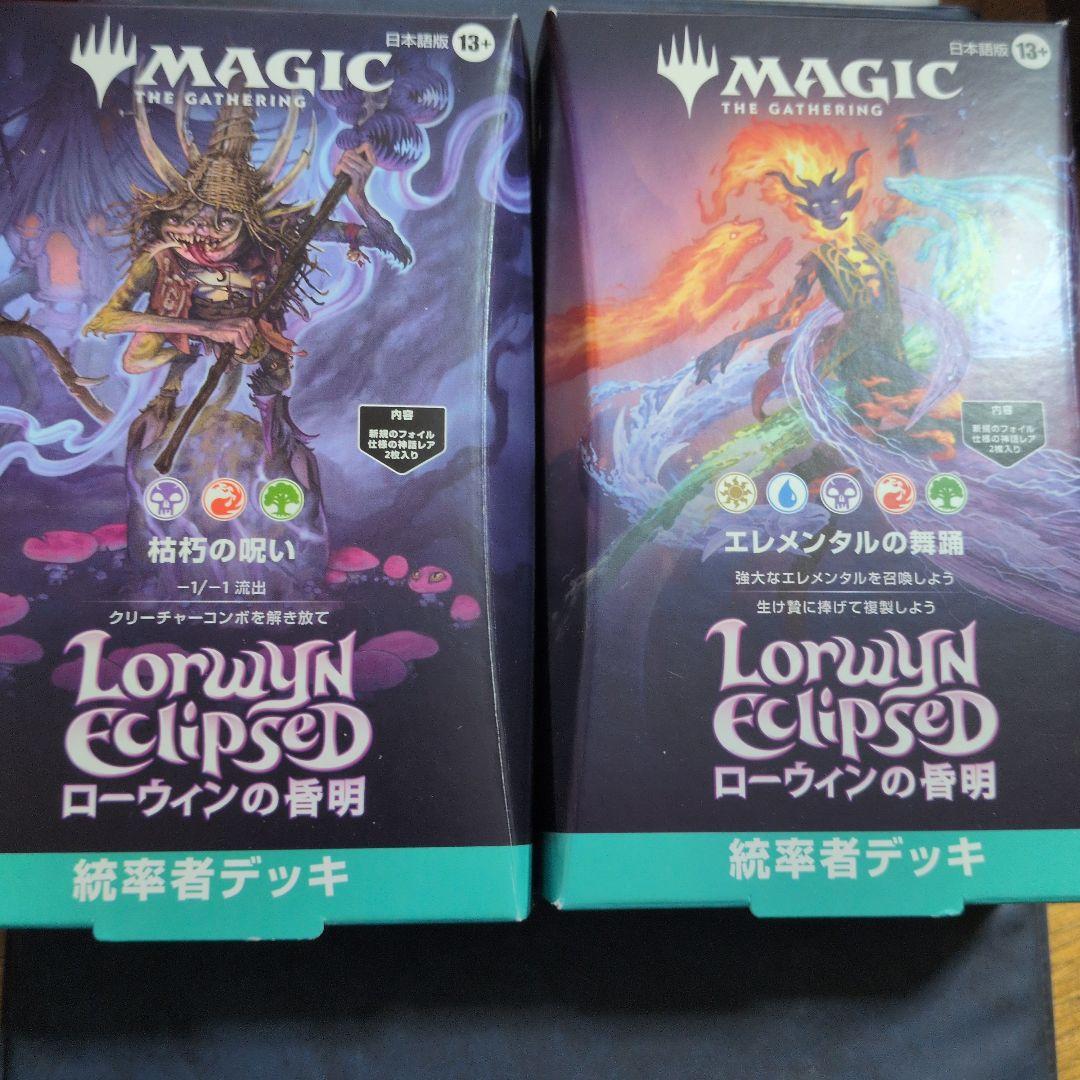 日本語版 13+
MAGIC
THE GATHERING
内容
新規のフォイル
仕様の神話レア
2枚入り
枯朽の呪い
-1/-1 流出
クリーチャーコンボを解き放て
LORWYN
ECLIPSED
ローウィンの昏明
統率者デッキ
日本語版 13+
MAGIC
THE GATHERING
内容
新規のフォイル
仕様の神話レア
2枚入り
エレメンタルの舞踊
強大なエレメンタルを召喚しよう
生け贄に捧げて複製しよう
LORWYN
ECLIPSED
ローウィンの昏明
統率者デッキ